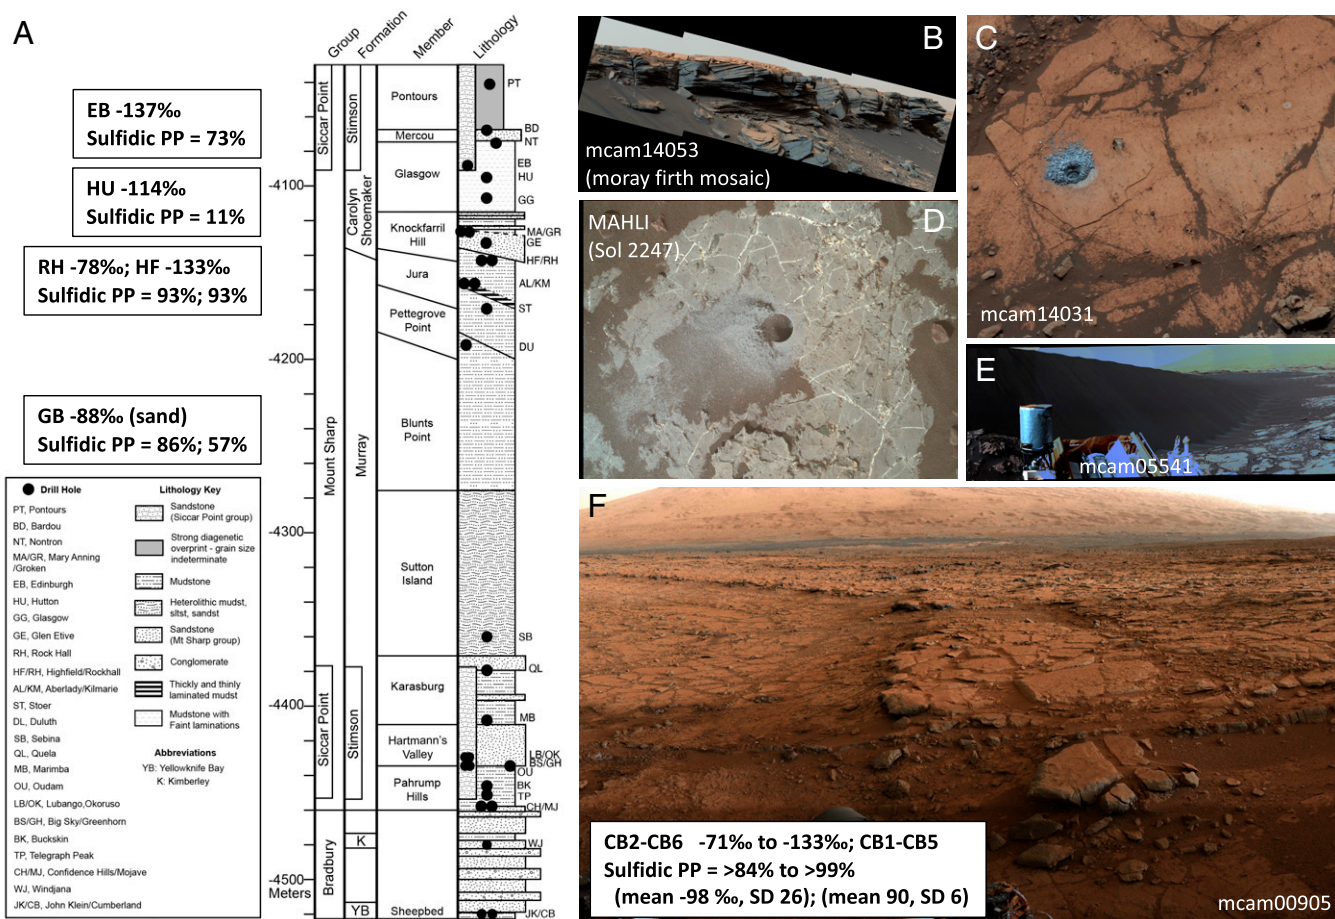 A
Group
Formation
Member
Lithology
EB -137‰
Sulfidic PP = 73%
HU -114‰
Sulfidic PP = 11%
RH -78‰; HF -133‰
Sulfidic PP = 93%; 93%
GB -88‰ (sand)
Sulfidic PP = 86%; 57%
-4100
-4200
-4300
-4400
-4500
Meters
Siccar Point
Mount Sharp
Siccar Point
Bradbury
Stimson
Carolyn
Shoemaker
Murray
Stimson
K
YB
Pontours
Mercou
Glasgow
Knockfarril
Hill
Jura
Pettegrove
Point
Blunts
Point
Sutton
Island
Karasburg
Hartmann's
Valley
Pahrump
Hills
Sheepbed
PT
BD
NT
EB
HU
GG
MA/GR
GE
HF/RH
AL/KM
ST
DU
SB
QL
MB
LB/OK
BS/GH
OU
BK
TP
CH/MJ
WJ
JK/CB
Drill Hole
PT, Pontours
BD, Bardou
NT, Nontron
MA/GR, Mary Anning
/Groken
EB, Edinburgh
HU, Hutton
GG, Glasgow
GE, Glen Etive
RH, Rock Hall
HF/RH, Highfield/Rockhall
AL/KM, Aberlady/Kilmarie
ST, Stoer
DL, Duluth
SB, Sebina
QL, Quela
MB, Marimba
OU, Oudam
LB/OK, Lubango,Okoruso
BS/GH, Big Sky/Greenhorn
BK, Buckskin
TP, Telegraph Peak
CH/MJ, Confidence Hills/Mojave
WJ, Windjana
JK/CB, John Klein/Cumberland
Lithology Key
Sandstone
(Siccar Point group)
Strong diagenetic
overprint - grain size
indeterminate
Mudstone
Heterolithic mudst,
sltst, sandst
Sandstone
(Mt Sharp group)
Conglomerate
Thickly and thinly
laminated mudst
Mudstone with
Faint laminations
Abbreviations
YB: Yellowknife Bay
K: Kimberley
B
mcam14053
(moray firth mosaic)
C
mcam14031
MAHLI
(Sol 2247)
D
E
mcam05541
F
CB2-CB6 -71‰ to -133‰; CB1-CB5
Sulfidic PP = >84% to >99%
(mean -98 ‰, SD 26); (mean 90, SD 6)
mcam00905